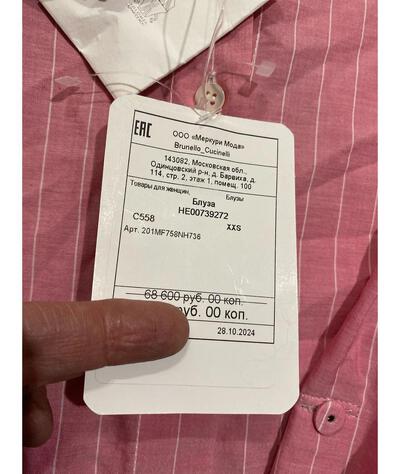 EAC
ООО «Меркури Мода»
Brunello_Cucinelli
143082, Московская обл.,
Одинцовский р-н, д. Барвиха, д.
114, стр. 2, этаж 1, помещ. 100
Товары для женщин, Блузы
Блуза
HE00739272
C558 XXS
Арт. 201MF758NH736
68 600 руб. 00 коп.
руб. 00 коп.
28.10.2024